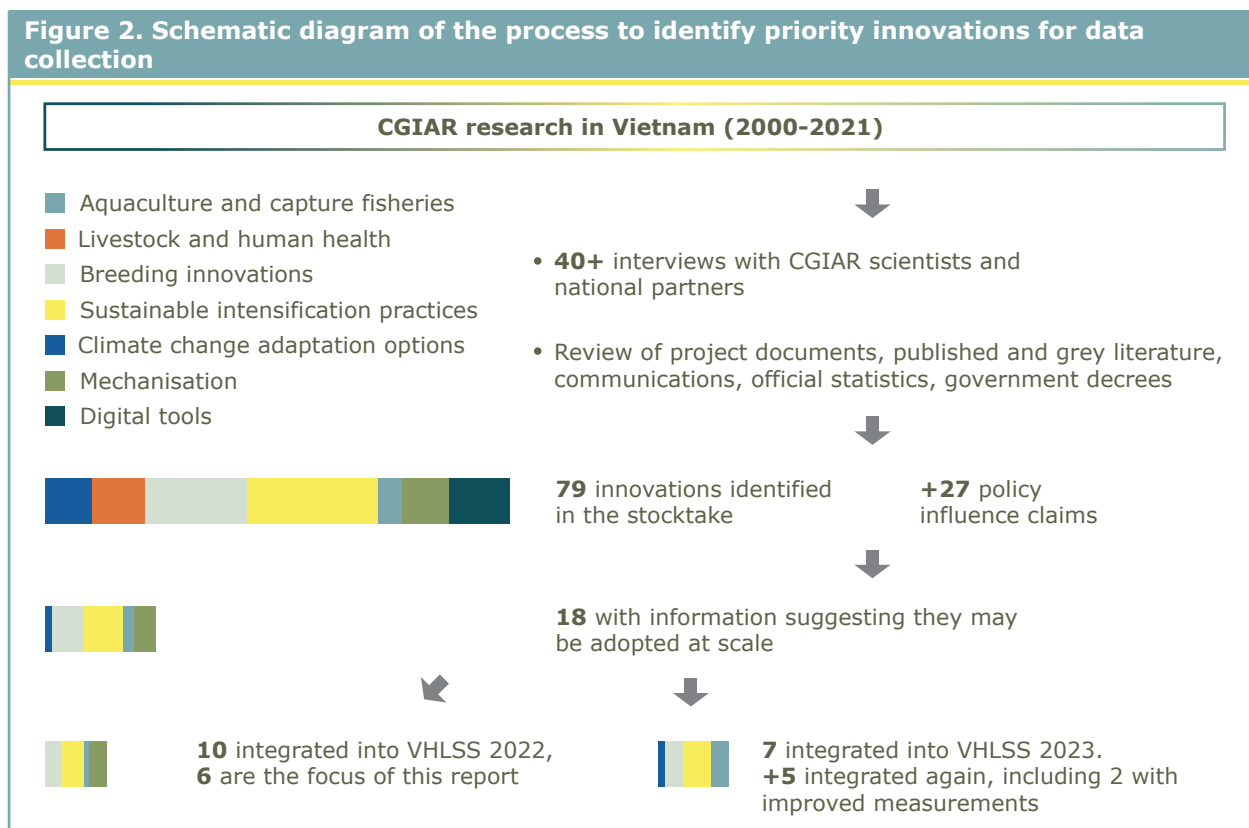 Figure 2. Schematic diagram of the process to identify priority innovations for data
collection
CGIAR research in Vietnam (2000-2021)
Aquaculture and capture fisheries
Livestock and human health
Breeding innovations
Sustainable intensification practices
Climate change adaptation options
Mechanisation
Digital tools
• 40+ interviews with CGIAR scientists and
national partners
• Review of project documents, published and grey literature,
communications, official statistics, government decrees
79 innovations identified
in the stocktake
+27 policy
influence claims
18 with information suggesting they may
be adopted at scale
10 integrated into VHLSS 2022,
6 are the focus of this report
7 integrated into VHLSS 2023.
+5 integrated again, including 2 with
improved measurements